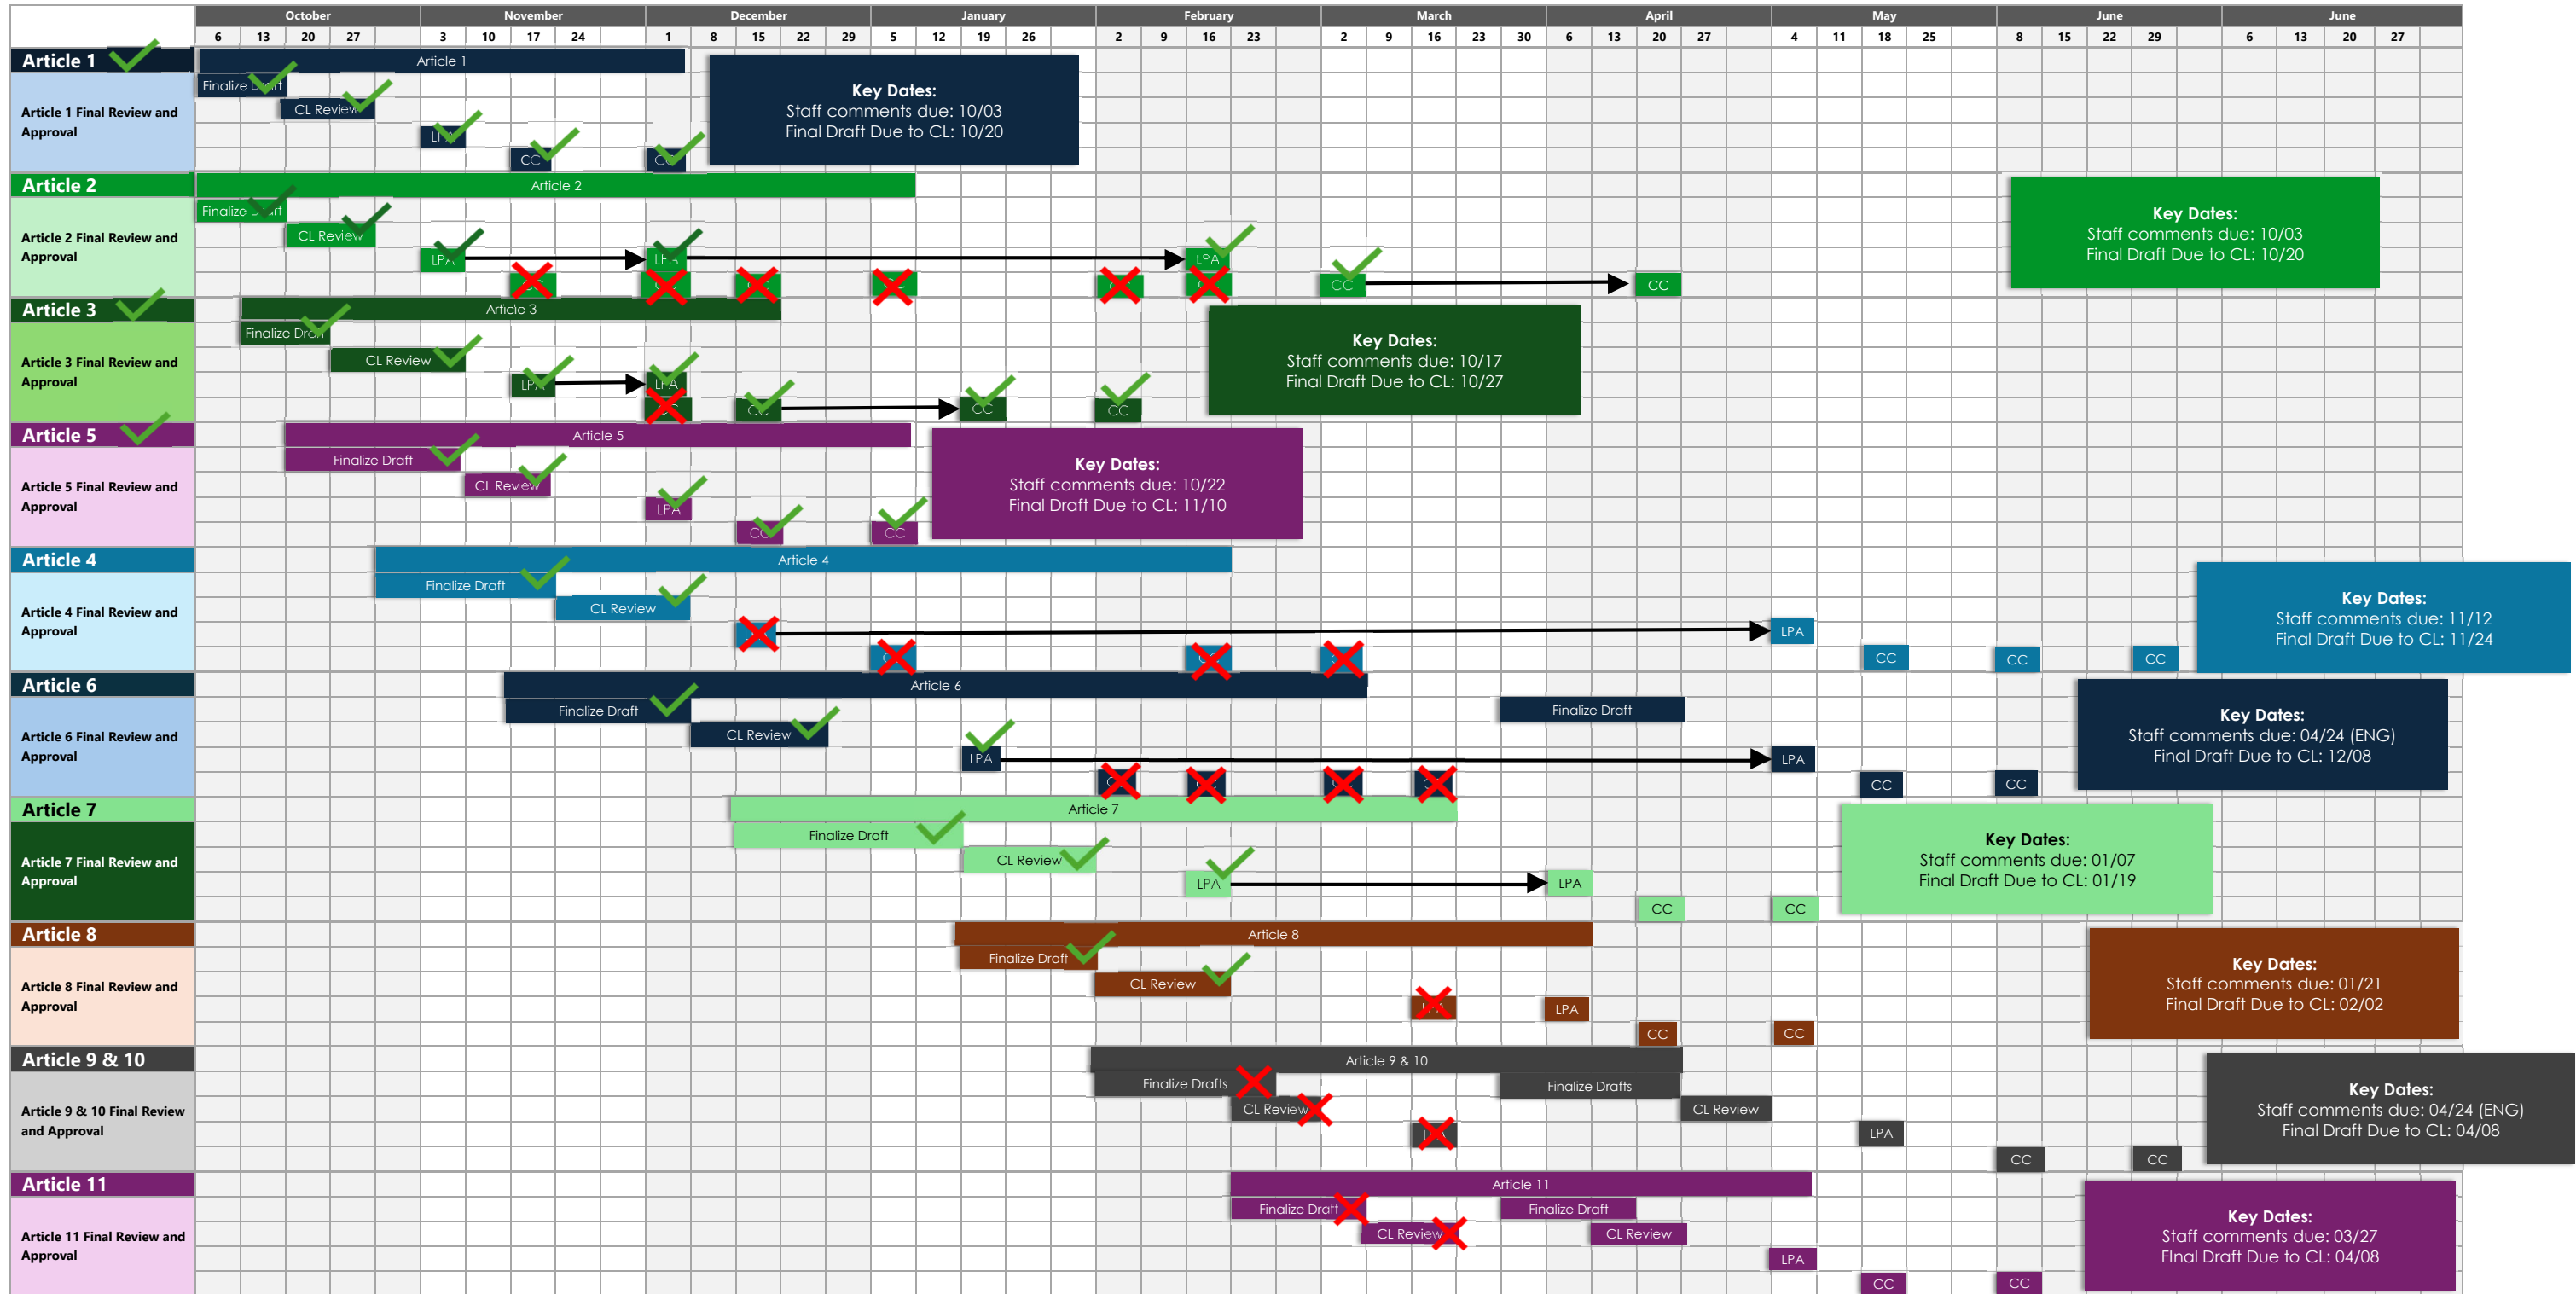 October November December January February March April May June June
6 13 20 27 3 10 17 24 1 8 15 22 29 5 12 19 26 2 9 16 23 2 9 16 23 30 6 13 20 27 4 11 18 25 8 15 22 29 6 13 20 27
Article 1
Article 1
Finalize Draft
CL Review
Article 1 Final Review and
Approval
LPA
CC CC
Key Dates:
Staff comments due: 10/03
Final Draft Due to CL: 10/20
Article 2
Article 2
Finalize Draft
CL Review
Article 2 Final Review and
Approval
LPA LPA LPA
CC CC
Key Dates:
Staff comments due: 10/03
Final Draft Due to CL: 10/20
Article 3
Article 3
Finalize Draft
CL Review
Article 3 Final Review and
Approval
LPA LPA
CC CC CC
Key Dates:
Staff comments due: 10/17
Final Draft Due to CL: 10/27
Article 5
Article 5
Finalize Draft
CL Review
Article 5 Final Review and
Approval
LPA
CC CC
Key Dates:
Staff comments due: 10/22
Final Draft Due to CL: 11/10
Article 4
Article 4
Finalize Draft
CL Review
Article 4 Final Review and
Approval
LPA
CC CC CC
Key Dates:
Staff comments due: 11/12
Final Draft Due to CL: 11/24
Article 6
Article 6
Finalize Draft Finalize Draft
CL Review
Article 6 Final Review and
Approval
LPA LPA
CC CC
Key Dates:
Staff comments due: 04/24 (ENG)
Final Draft Due to CL: 12/08
Article 7
Article 7
Finalize Draft
CL Review
Article 7 Final Review and
Approval
LPA LPA
CC CC
Key Dates:
Staff comments due: 01/07
Final Draft Due to CL: 01/19
Article 8
Article 8
Finalize Draft
CL Review
Article 8 Final Review and
Approval
LPA
CC CC
Key Dates:
Staff comments due: 01/21
Final Draft Due to CL: 02/02
Article 9 & 10
Article 9 & 10
Finalize Drafts Finalize Drafts
CL Review CL Review
Article 9 & 10 Final Review
and Approval
LPA
CC CC
Key Dates:
Staff comments due: 04/24 (ENG)
Final Draft Due to CL: 04/08
Article 11
Article 11
Finalize Draft Finalize Draft
CL Review CL Review
Article 11 Final Review and
Approval
LPA
CC CC
Key Dates:
Staff comments due: 03/27
FInal Draft Due to CL: 04/08